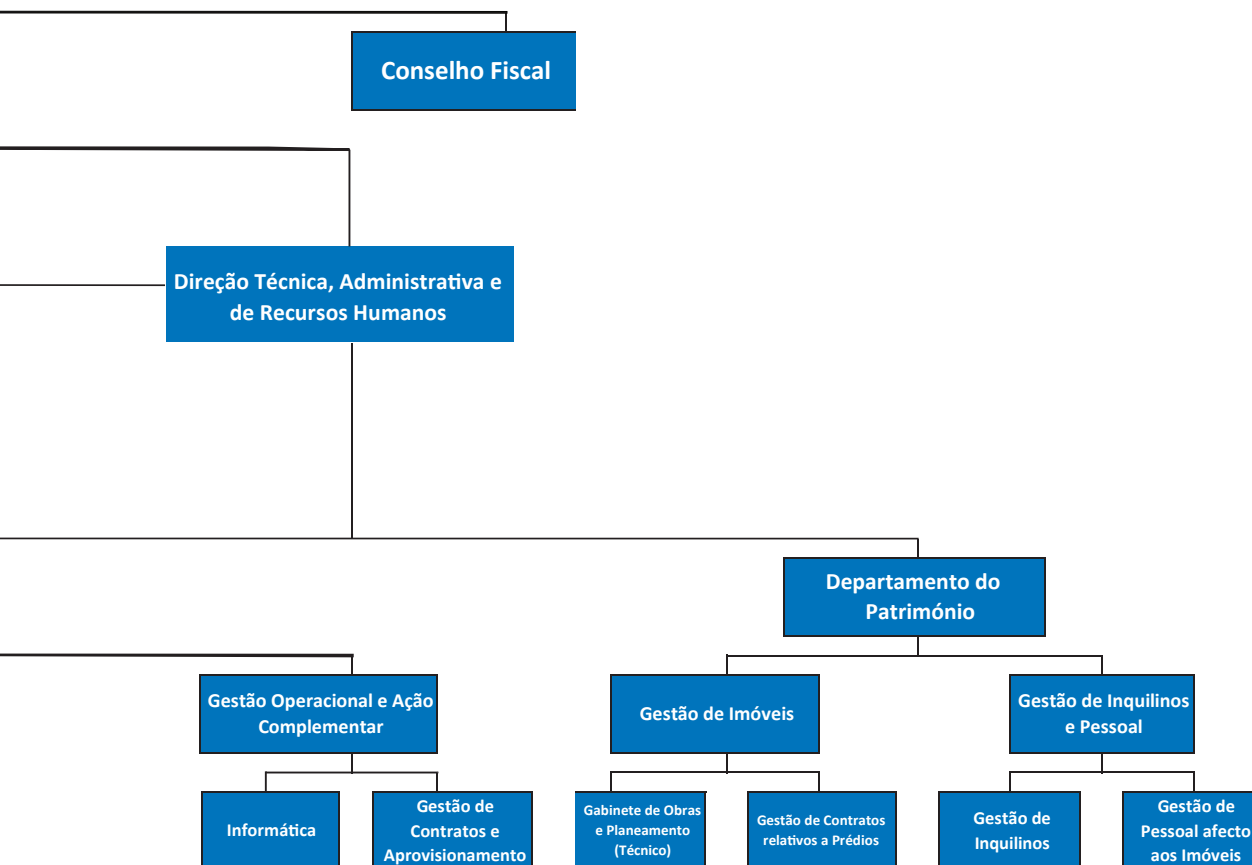 Conselho Fiscal
Direção Técnica, Administrativa e
de Recursos Humanos
Departamento do
Património
Gestão Operacional e Ação
Complementar
Gestão de Imóveis
Gestão de Inquilinos
e Pessoal
Informática
Gestão de
Contratos e
Aprovisionamento
Gabinete de Obras
e Planeamento
(Técnico)
Gestão de Contratos
relativos a Prédios
Gestão de
Inquilinos
Gestão de
Pessoal afecto
aos Imóveis